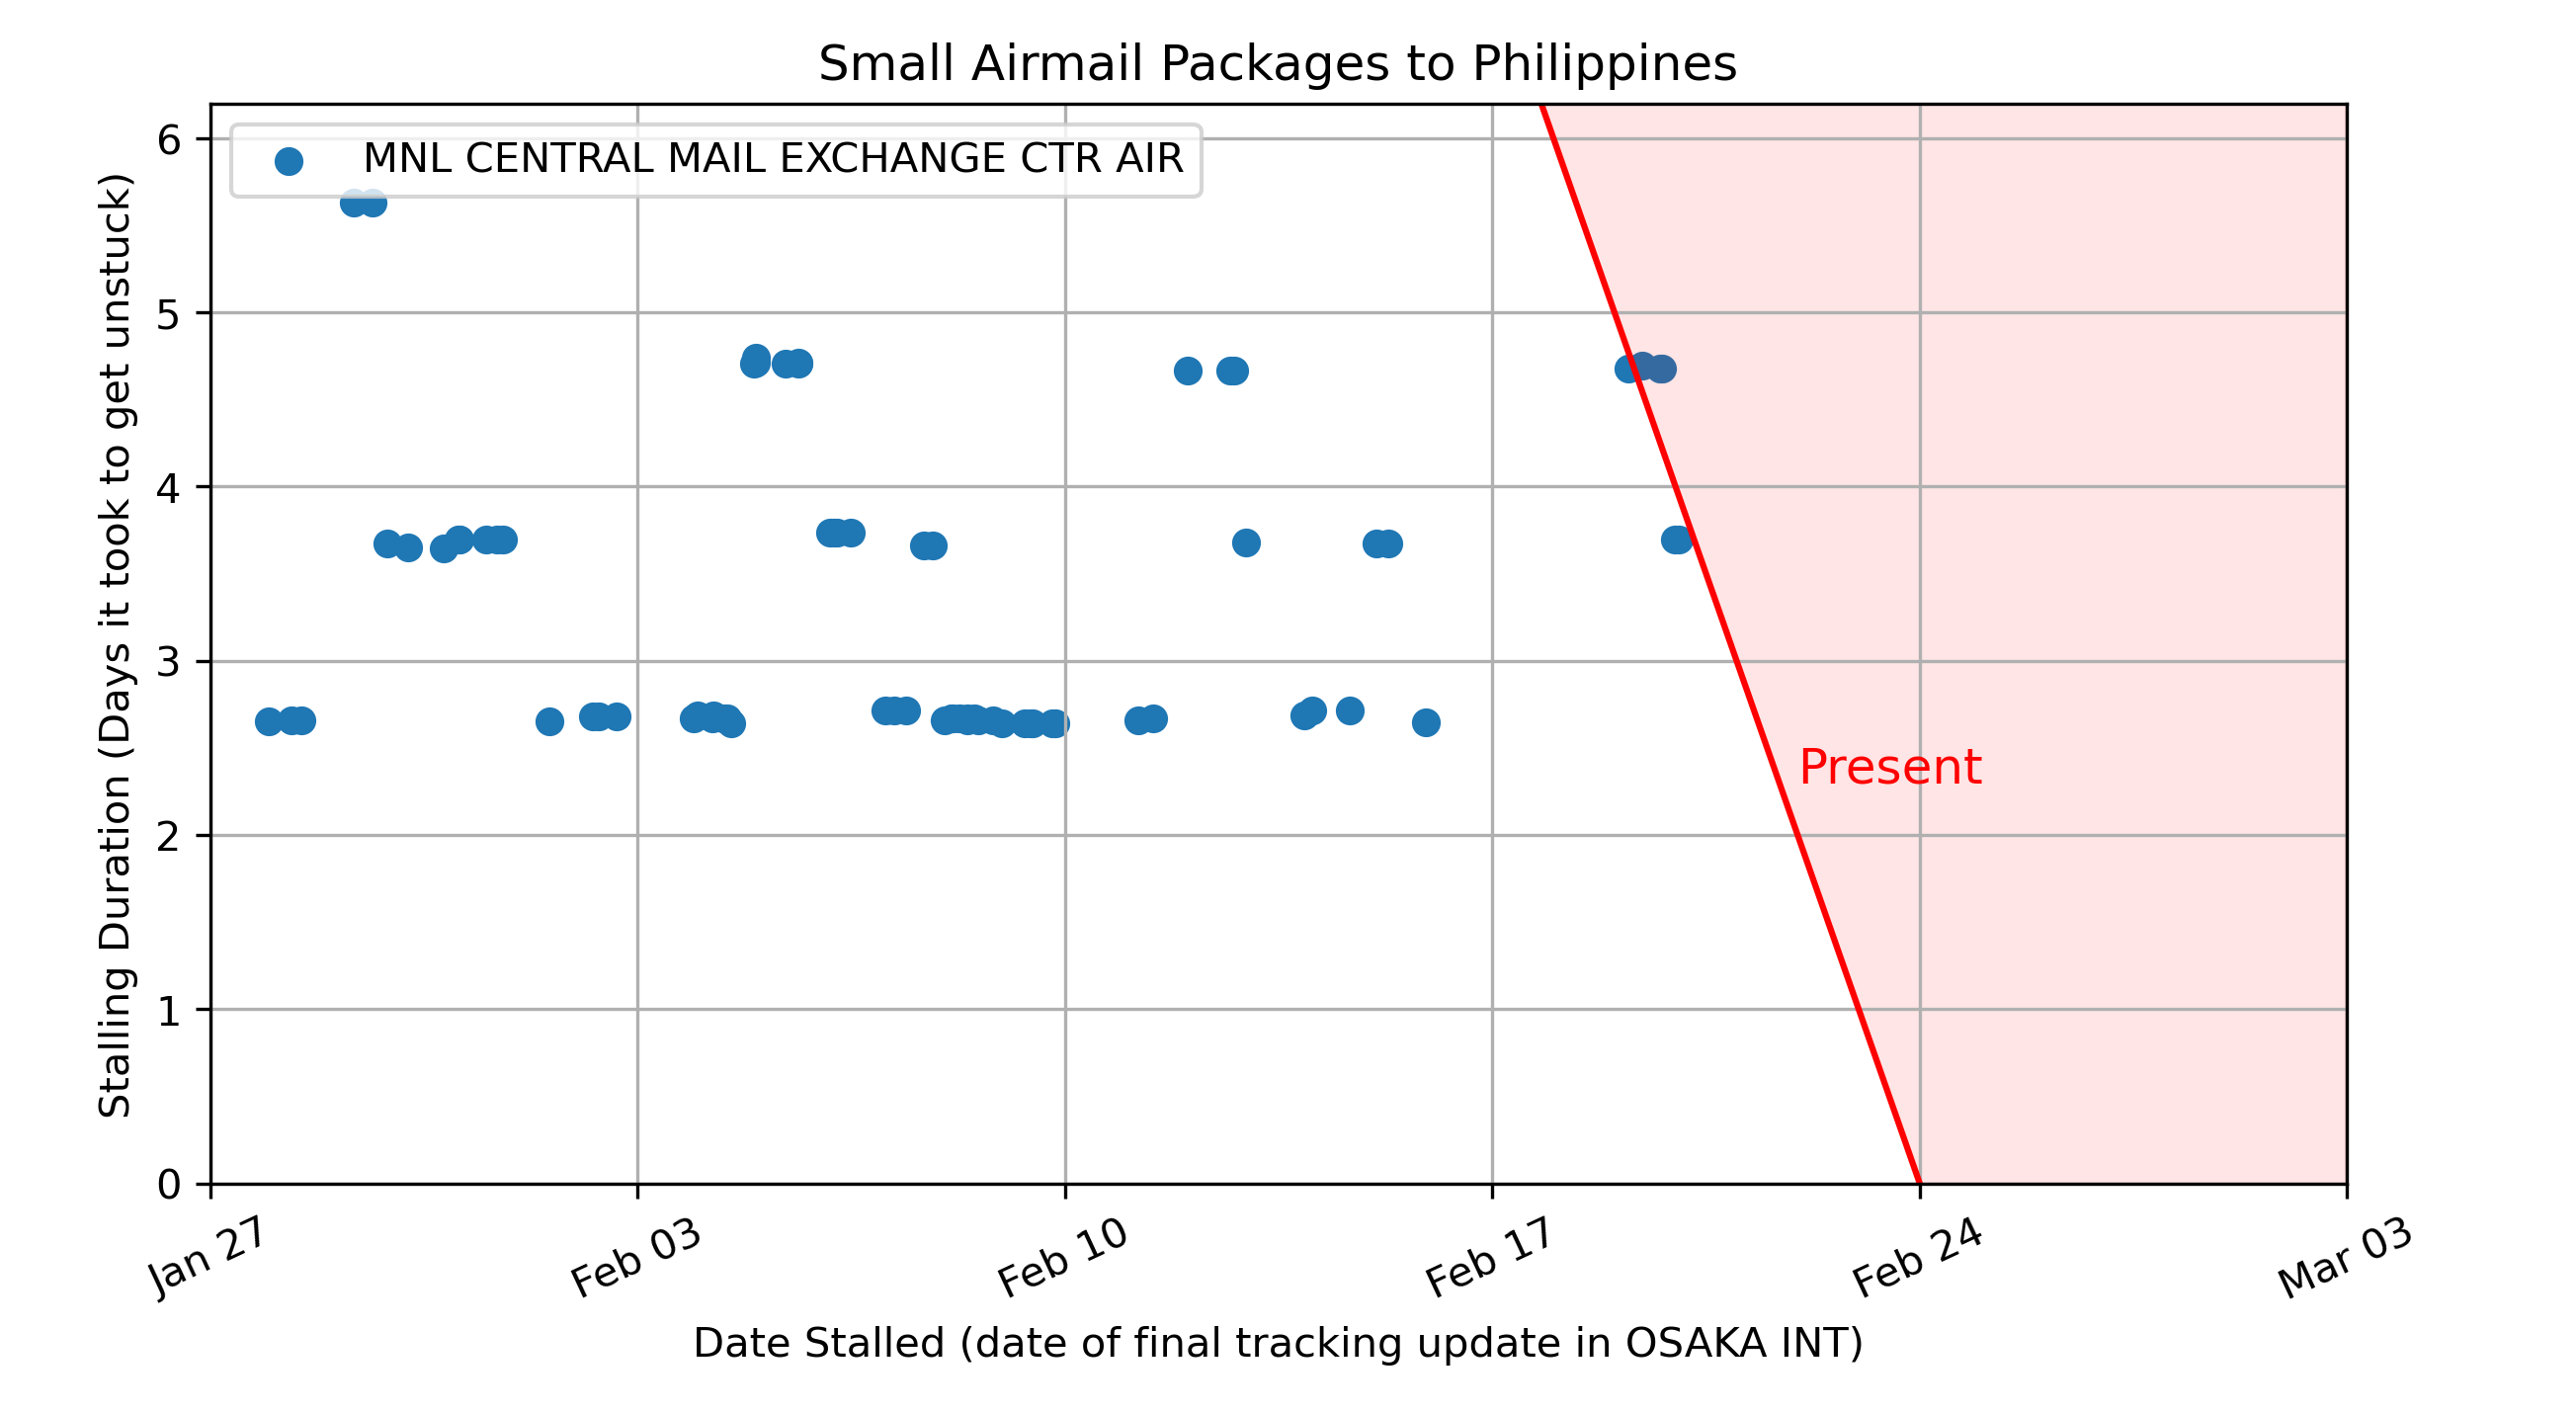 Small Airmail Packages to Philippines
MNL CENTRAL MAIL EXCHANGE CTR AIR
Stalling Duration (Days it took to get unstuck)
6
5
4
3
2
1
0
Present
Jan 27
Feb 03
Feb 10
Feb 17
Feb 24
Mar 03
Date Stalled (date of final tracking update in OSAKA INT)